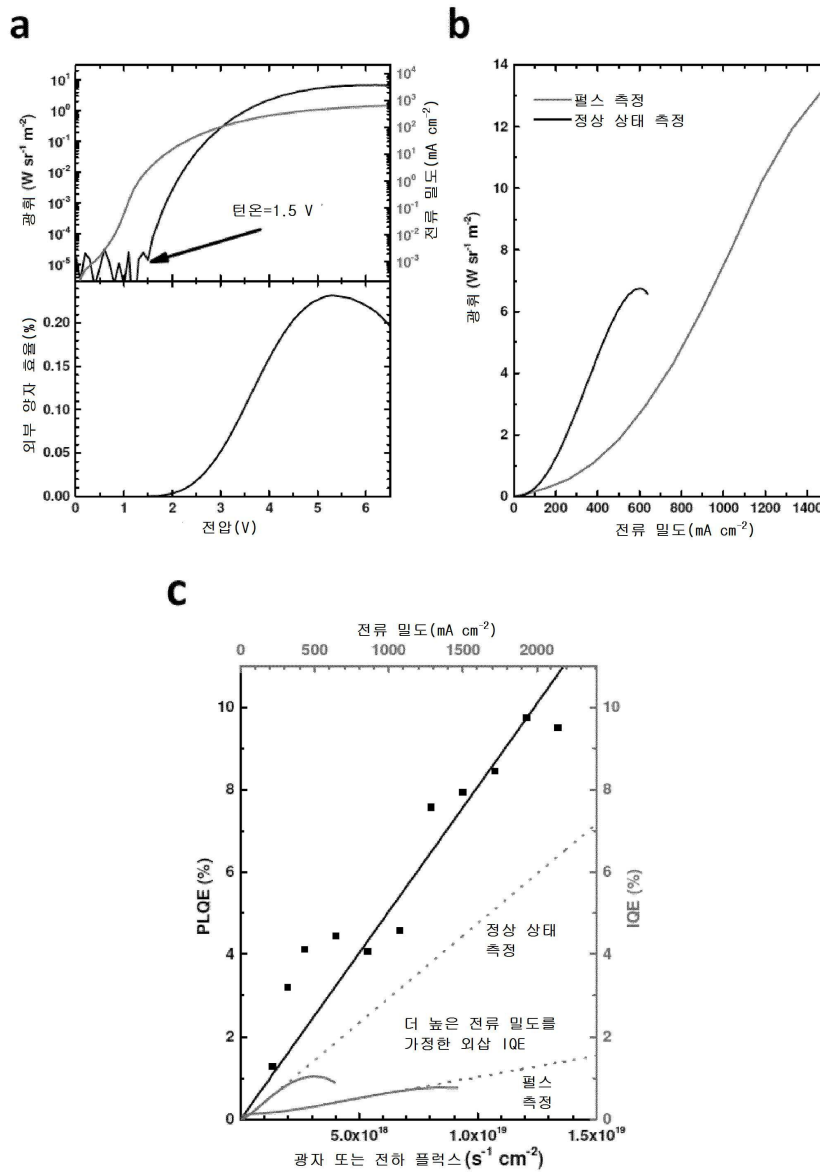 a
광휘 (W sr⁻¹ m⁻²)
10¹
10⁰
10⁻¹
10⁻²
10⁻³
10⁻⁴
10⁻⁵
전류 밀도(mA cm⁻²)
10⁴
10³
10²
10¹
10⁰
10⁻¹
10⁻²
10⁻³
턴온=1.5 V
외부 양자 효율(%)
0.20
0.15
0.10
0.05
0.00
0 1 2 3 4 5 6
전압(V)
b
광휘 (W sr⁻¹ m⁻²)
14
12
10
8
6
4
2
0
펄스 측정
정상 상태 측정
0 200 400 600 800 1000 1200 1400
전류 밀도(mA cm⁻²)
c
전류 밀도(mA cm⁻²)
0 500 1000 1500 2000
PLQE (%)
10
8
6
4
2
0
IQE (%)
10
8
6
4
2
0
정상 상태
측정
더 높은 전류 밀도를
가정한 외삽 IQE
펄스
측정
5.0x10¹⁸ 1.0x10¹⁹ 1.5x10¹⁹
광자 또는 전하 플럭스(s⁻¹ cm⁻²)